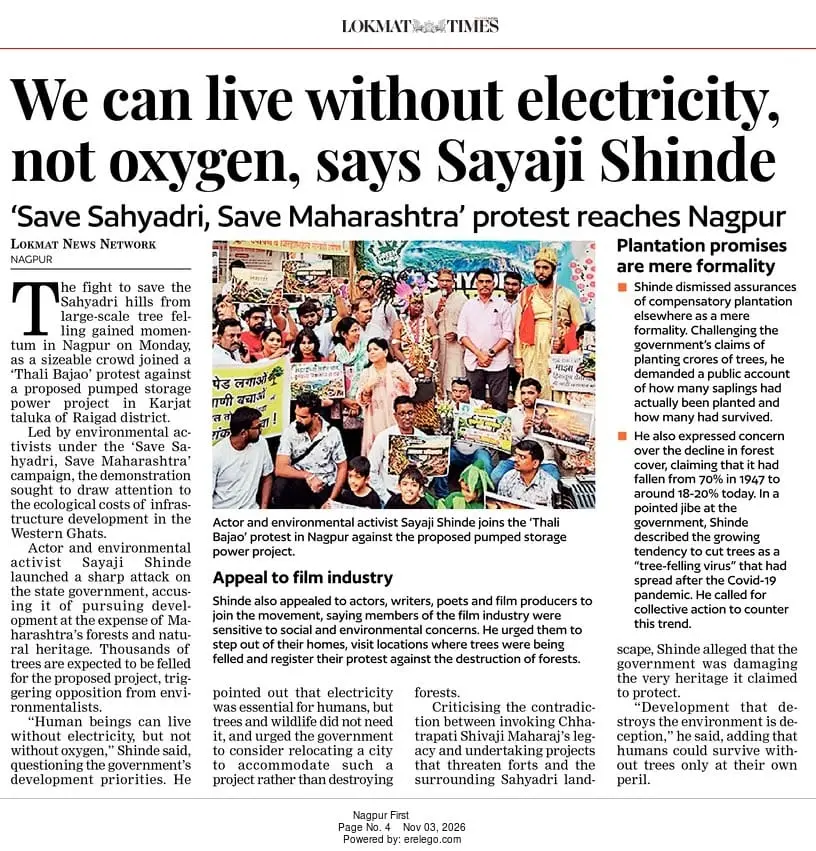 LOKMAT TIMES
We can live without electricity,
not oxygen, says Sayaji Shinde
‘Save Sahyadri, Save Maharashtra’ protest reaches Nagpur
LOKMAT NEWS NETWORK
NAGPUR
The fight to save the
Sahyadri hills from
large-scale tree fel-
ling gained momen-
tum in Nagpur on Monday,
as a sizeable crowd joined a
‘Thali Bajao’ protest against
a proposed pumped storage
power project in Karjat
taluka of Raigad district.
Led by environmental ac-
tivists under the ‘Save Sa-
hyadri, Save Maharashtra’
campaign, the demonstration
sought to draw attention to
the ecological costs of infras-
tructure development in the
Western Ghats.
Actor and environmental
activist Sayaji Shinde
launched a sharp attack on
the state government, accus-
ing it of pursuing devel-
opment at the expense of Ma-
harashtra’s forests and natu-
ral heritage. Thousands of
trees are expected to be felled
for the proposed project, trig-
gering opposition from envi-
ronmentalists.
“Human beings can live
without electricity, but not
without oxygen,” Shinde said,
questioning the government’s
development priorities. He
पेड़ लगाओ
बचाओ
माझा
Actor and environmental activist Sayaji Shinde joins the ‘Thali
Bajao’ protest in Nagpur against the proposed pumped storage
power project.
Appeal to film industry
Shinde also appealed to actors, writers, poets and film producers to
join the movement, saying members of the film industry were
sensitive to social and environmental concerns. He urged them to
step out of their homes, visit locations where trees were being
felled and register their protest against the destruction of forests.
pointed out that electricity
was essential for humans, but
trees and wildlife did not need
it, and urged the government
to consider relocating a city
to accommodate such a
project rather than destroying
forests.
Criticising the contradic-
tion between invoking Chha-
trapati Shivaji Maharaj’s leg-
acy and undertaking projects
that threaten forts and the
surrounding Sahyadri land-
Plantation promises
are mere formality
Shinde dismissed assurances
of compensatory plantation
elsewhere as a mere
formality. Challenging the
government’s claims of
planting crores of trees, he
demanded a public account
of how many saplings had
actually been planted and
how many had survived.
He also expressed concern
over the decline in forest
cover, claiming that it had
fallen from 70% in 1947 to
around 18-20% today. In a
pointed jibe at the
government, Shinde
described the growing
tendency to cut trees as a
“tree-felling virus” that had
spread after the Covid-19
pandemic. He called for
collective action to counter
this trend.
scape, Shinde alleged that the
government was damaging
the very heritage it claimed
to protect.
“Development that de-
stroys the environment is de-
ception,” he said, adding that
humans could survive with-
out trees only at their own
peril.
Nagpur First
Page No. 4 Nov 03, 2026
Powered by: erelego.com